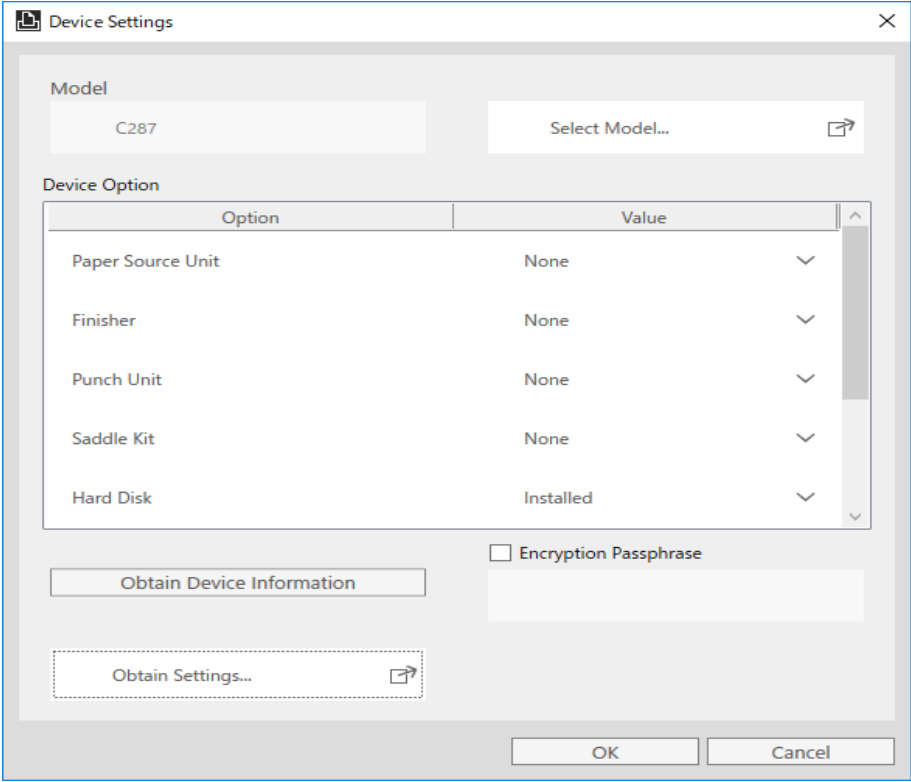 Device Settings
Model
C287 Select Model...
Device Option
Option Value
Paper Source Unit None
Finisher None
Punch Unit None
Saddle Kit None
Hard Disk Installed
Encryption Passphrase
Obtain Device Information
Obtain Settings...
OK Cancel